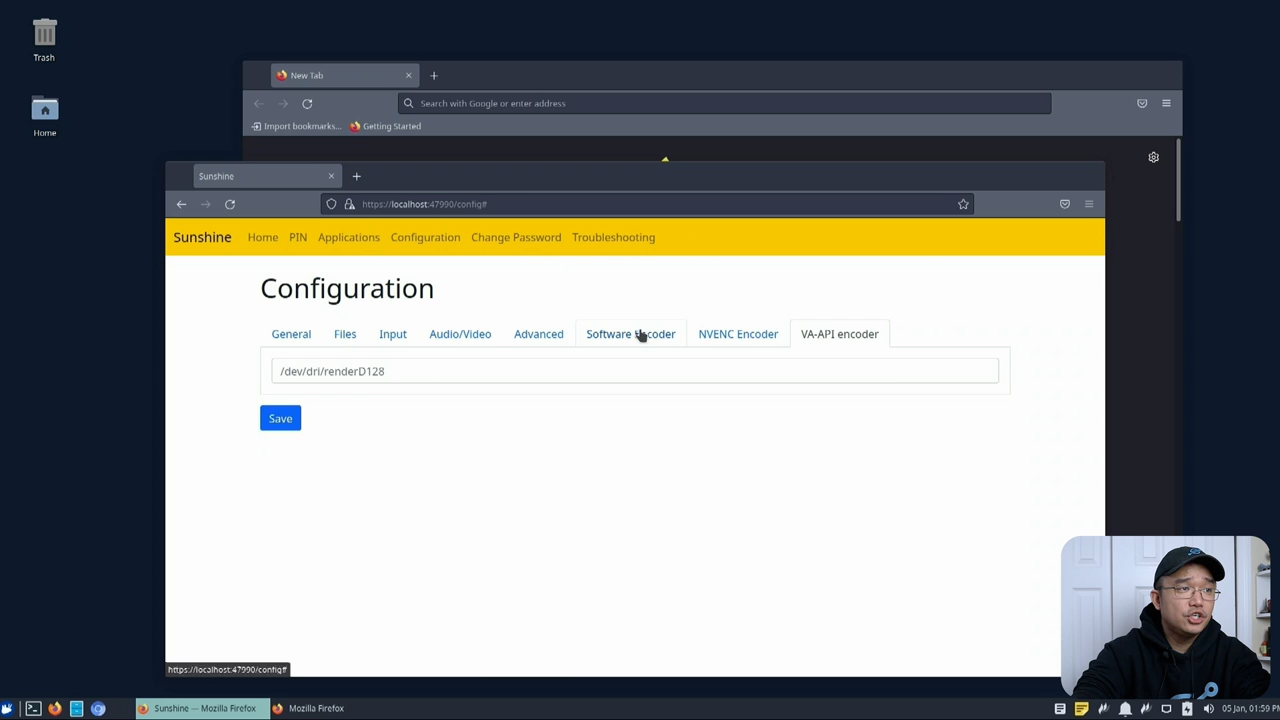 Trash
Home
New Tab
Search with Google or enter address
Import bookmarks...
Getting Started
Sunshine
https://localhost:47990/config#
Sunshine
Home
PIN
Applications
Configuration
Change Password
Troubleshooting
Configuration
General
Files
Input
Audio/Video
Advanced
Software Encoder
NVENC Encoder
VA-API encoder
/dev/dri/renderD128
Save
https://localhost:47990/config#
Sunshine — Mozilla Firefox
Mozilla Firefox
05 Jan, 01:59 PM